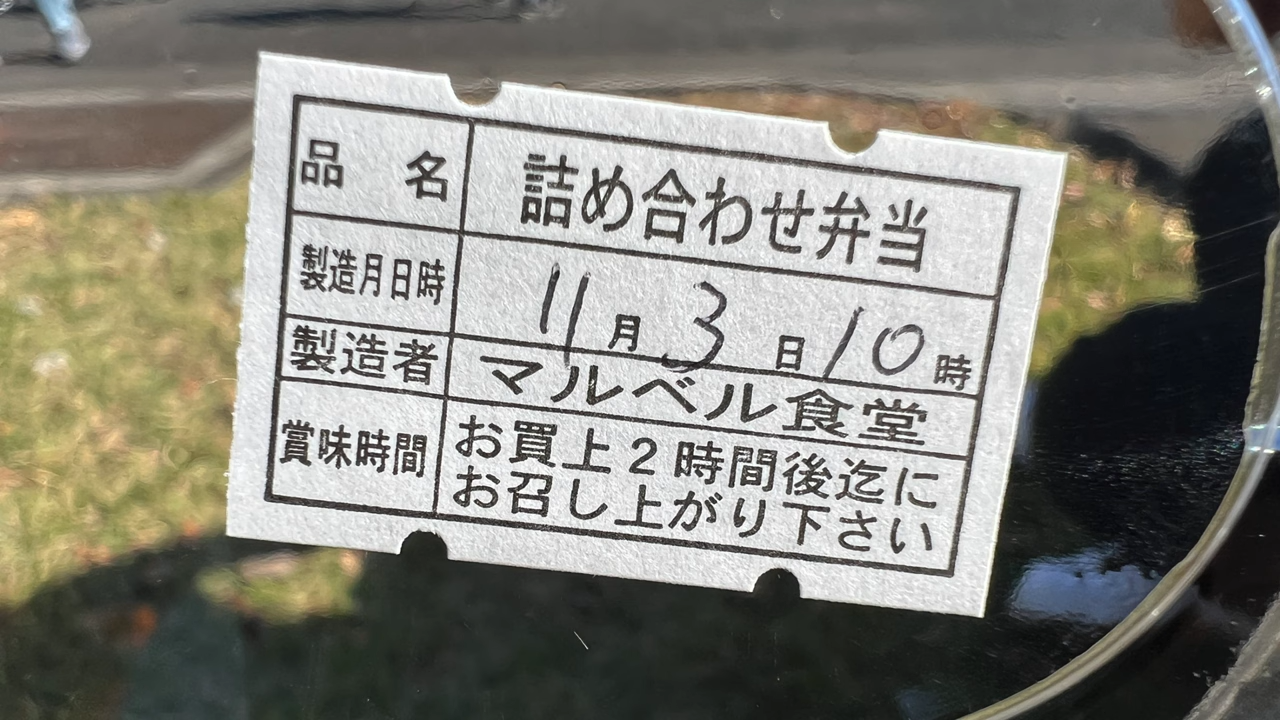 品 名 詰め合わせ弁当
製造月日時 11月3日10時
製造者 マルベル食堂
賞味時間 お買上2時間後迄に
お召し上がり下さい